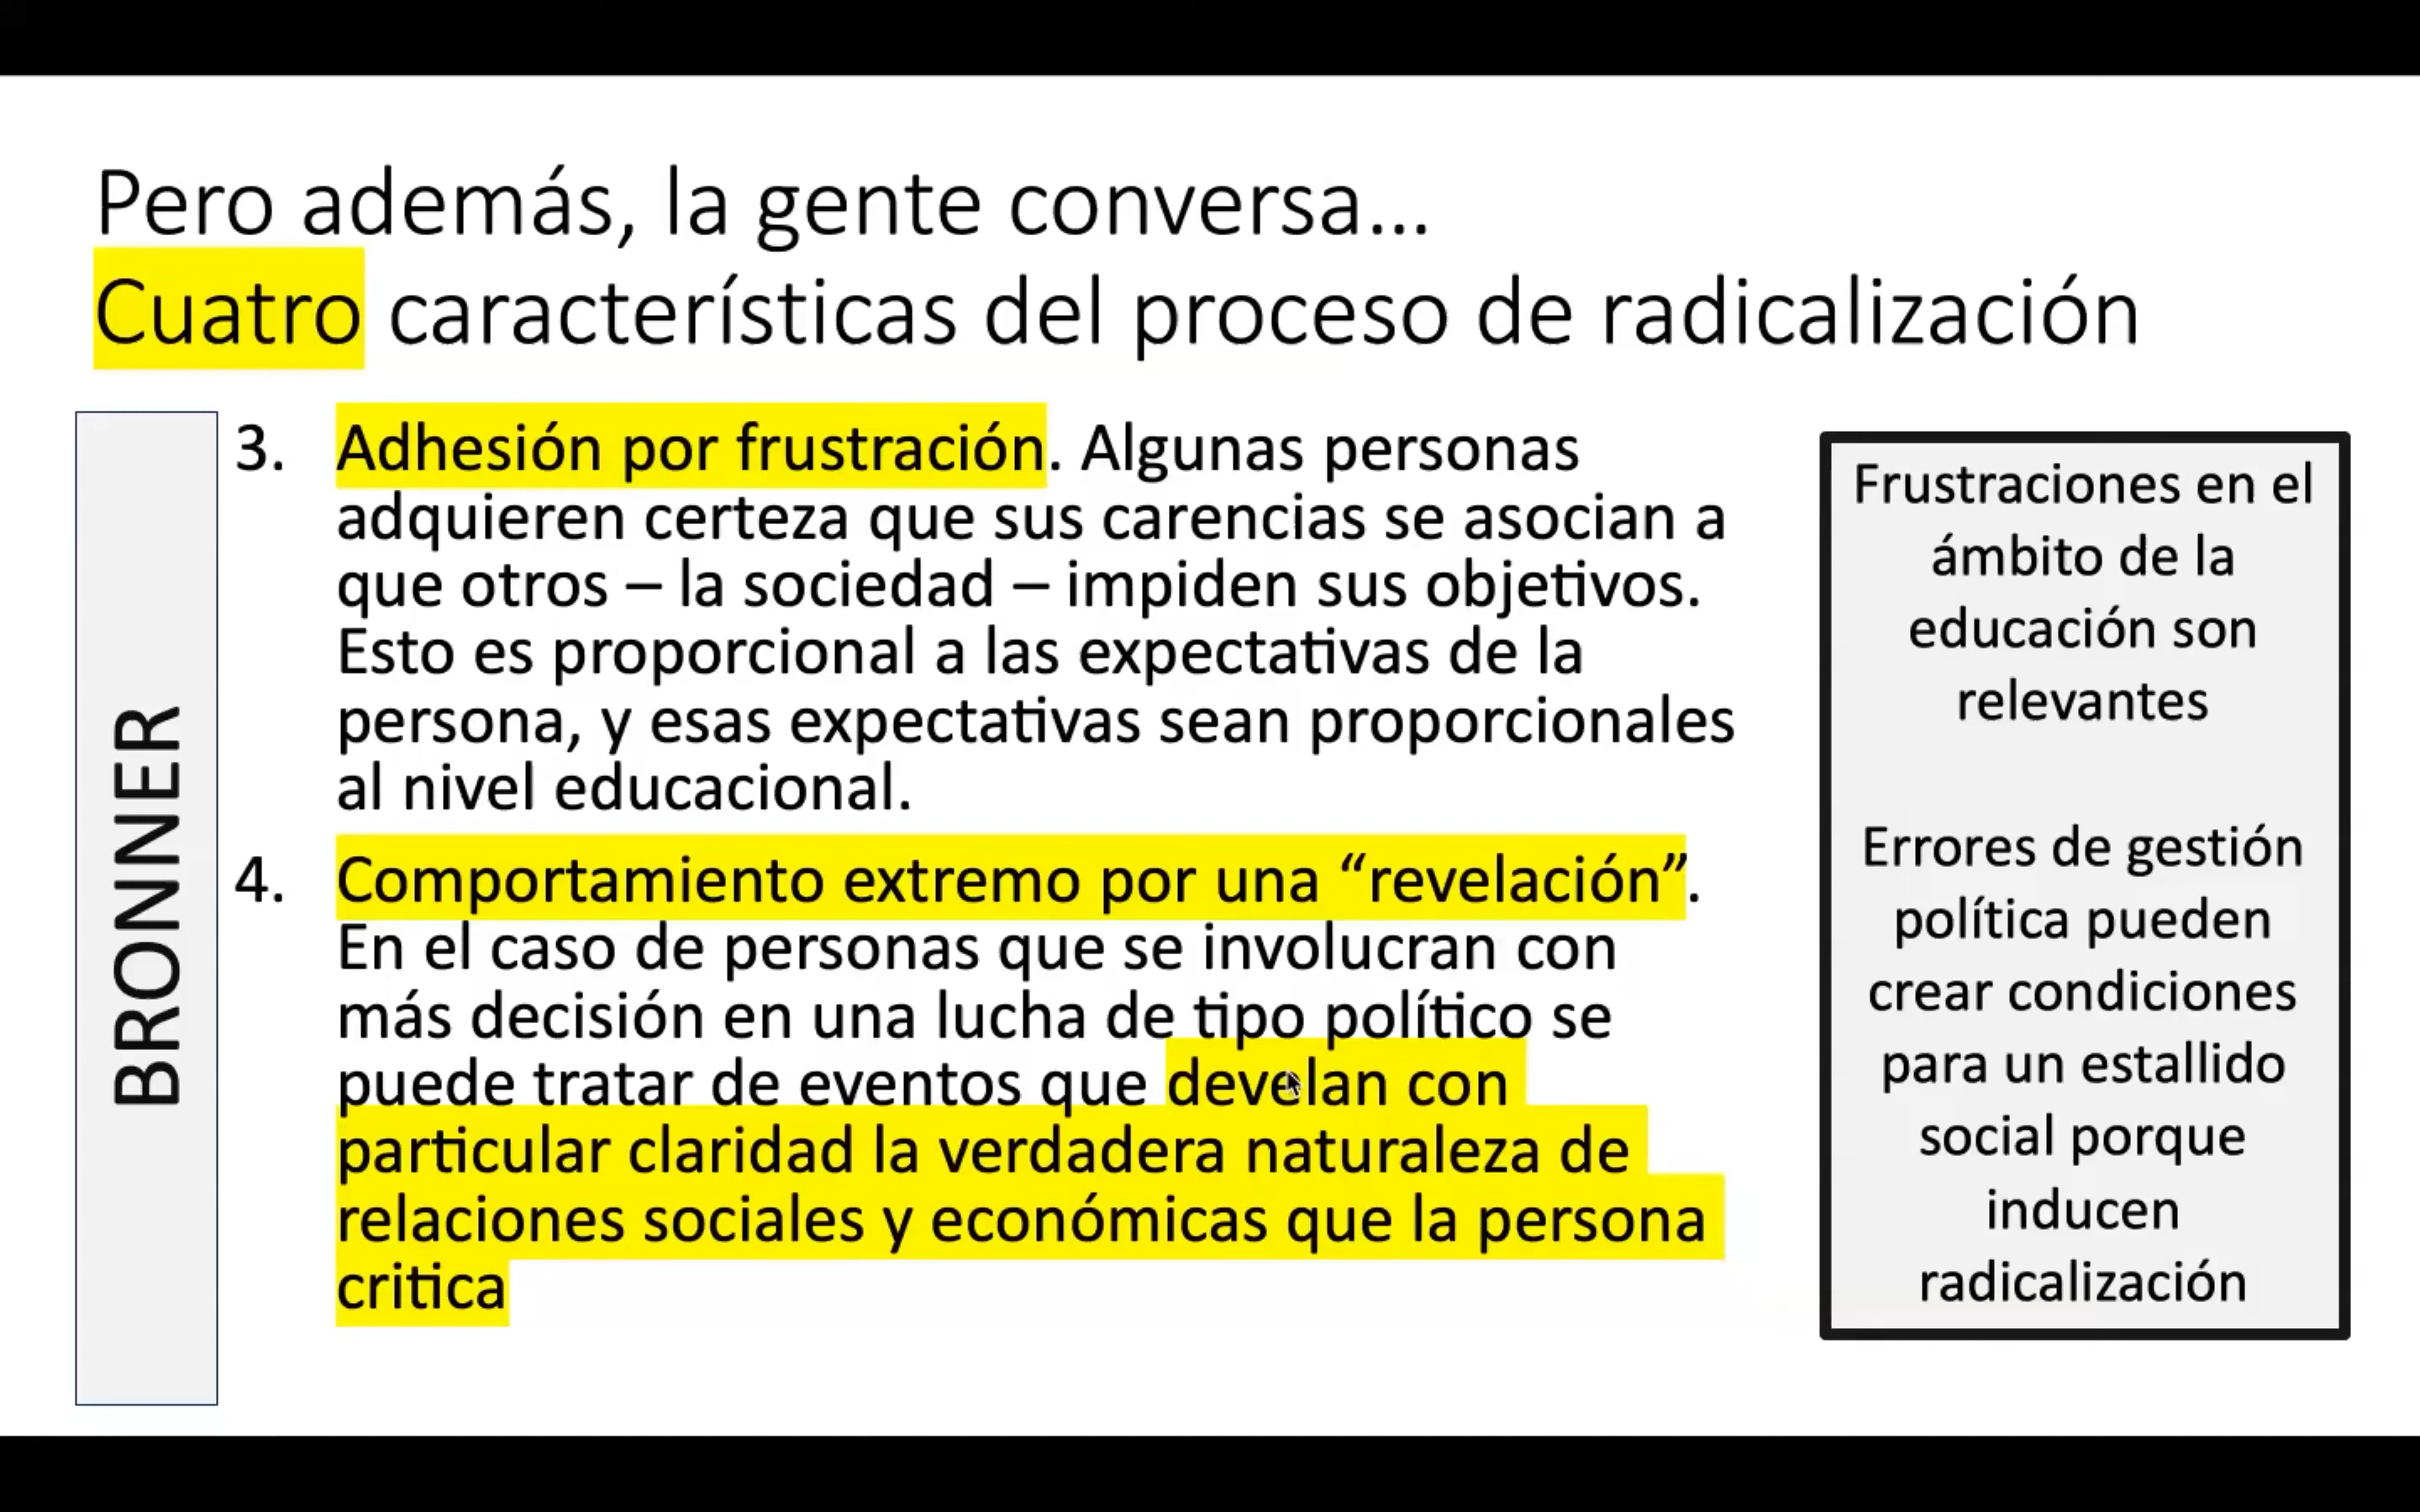 Pero además, la gente conversa...
Cuatro características del proceso de radicalización
BRONNER
3. Adhesión por frustración. Algunas personas
adquieren certeza que sus carencias se asocian a
que otros – la sociedad – impiden sus objetivos.
Esto es proporcional a las expectativas de la
persona, y esas expectativas sean proporcionales
al nivel educacional.
4. Comportamiento extremo por una “revelación”.
En el caso de personas que se involucran con
más decisión en una lucha de tipo político se
puede tratar de eventos que develan con
particular claridad la verdadera naturaleza de
relaciones sociales y económicas que la persona
critica
Frustraciones en el
ámbito de la
educación son
relevantes
Errores de gestión
política pueden
crear condiciones
para un estallido
social porque
inducen
radicalización